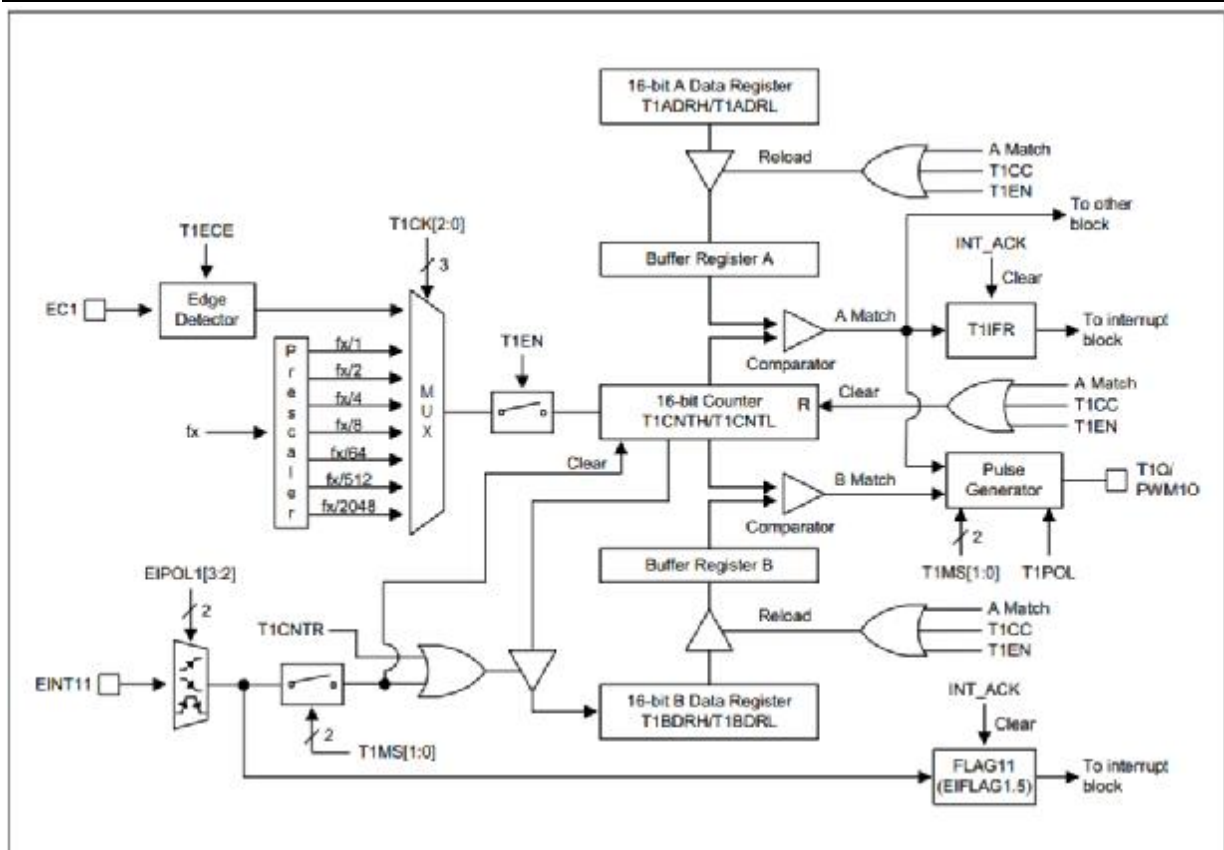 16-bit A Data Register
T1ADRH/T1ADRL
Reload
A Match
T1CC
T1EN
To other
block
T1ECE
T1CK[2:0]
3
INT_ACK
Clear
Buffer Register A
EC1
Edge
Detector
A Match
T1IFR
To interrupt
block
Comparator
T1EN
Prescaler
fx/1
fx/2
fx/4
fx/8
fx/64
fx/512
fx/2048
fx
MUX
16-bit Counter
T1CNTH/T1CNTL
R
Clear
A Match
T1CC
T1EN
Clear
B Match
Pulse
Generator
T1O/
PWM1O
Comparator
2
T1MS[1:0]
T1POL
Buffer Register B
EIPOL1[3:2]
2
Reload
A Match
T1CC
T1EN
T1CNTR
EINT11
16-bit B Data Register
T1BDRH/T1BDRL
2
T1MS[1:0]
INT_ACK
Clear
FLAG11
(EIFLAG1.5)
To interrupt
block